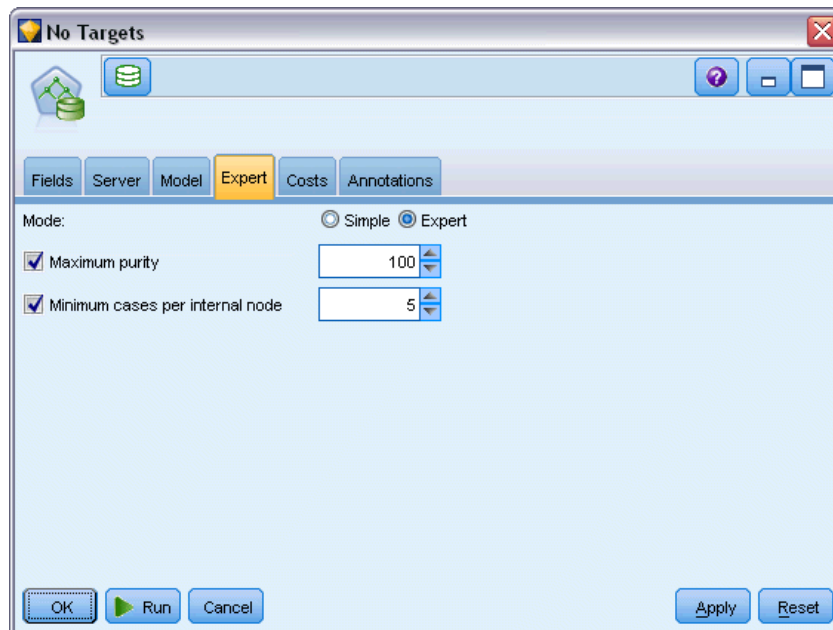 No Targets
Fields Server Model Expert Costs Annotations
Mode: Simple Expert
Maximum purity 100
Minimum cases per internal node 5
OK Run Cancel Apply Reset